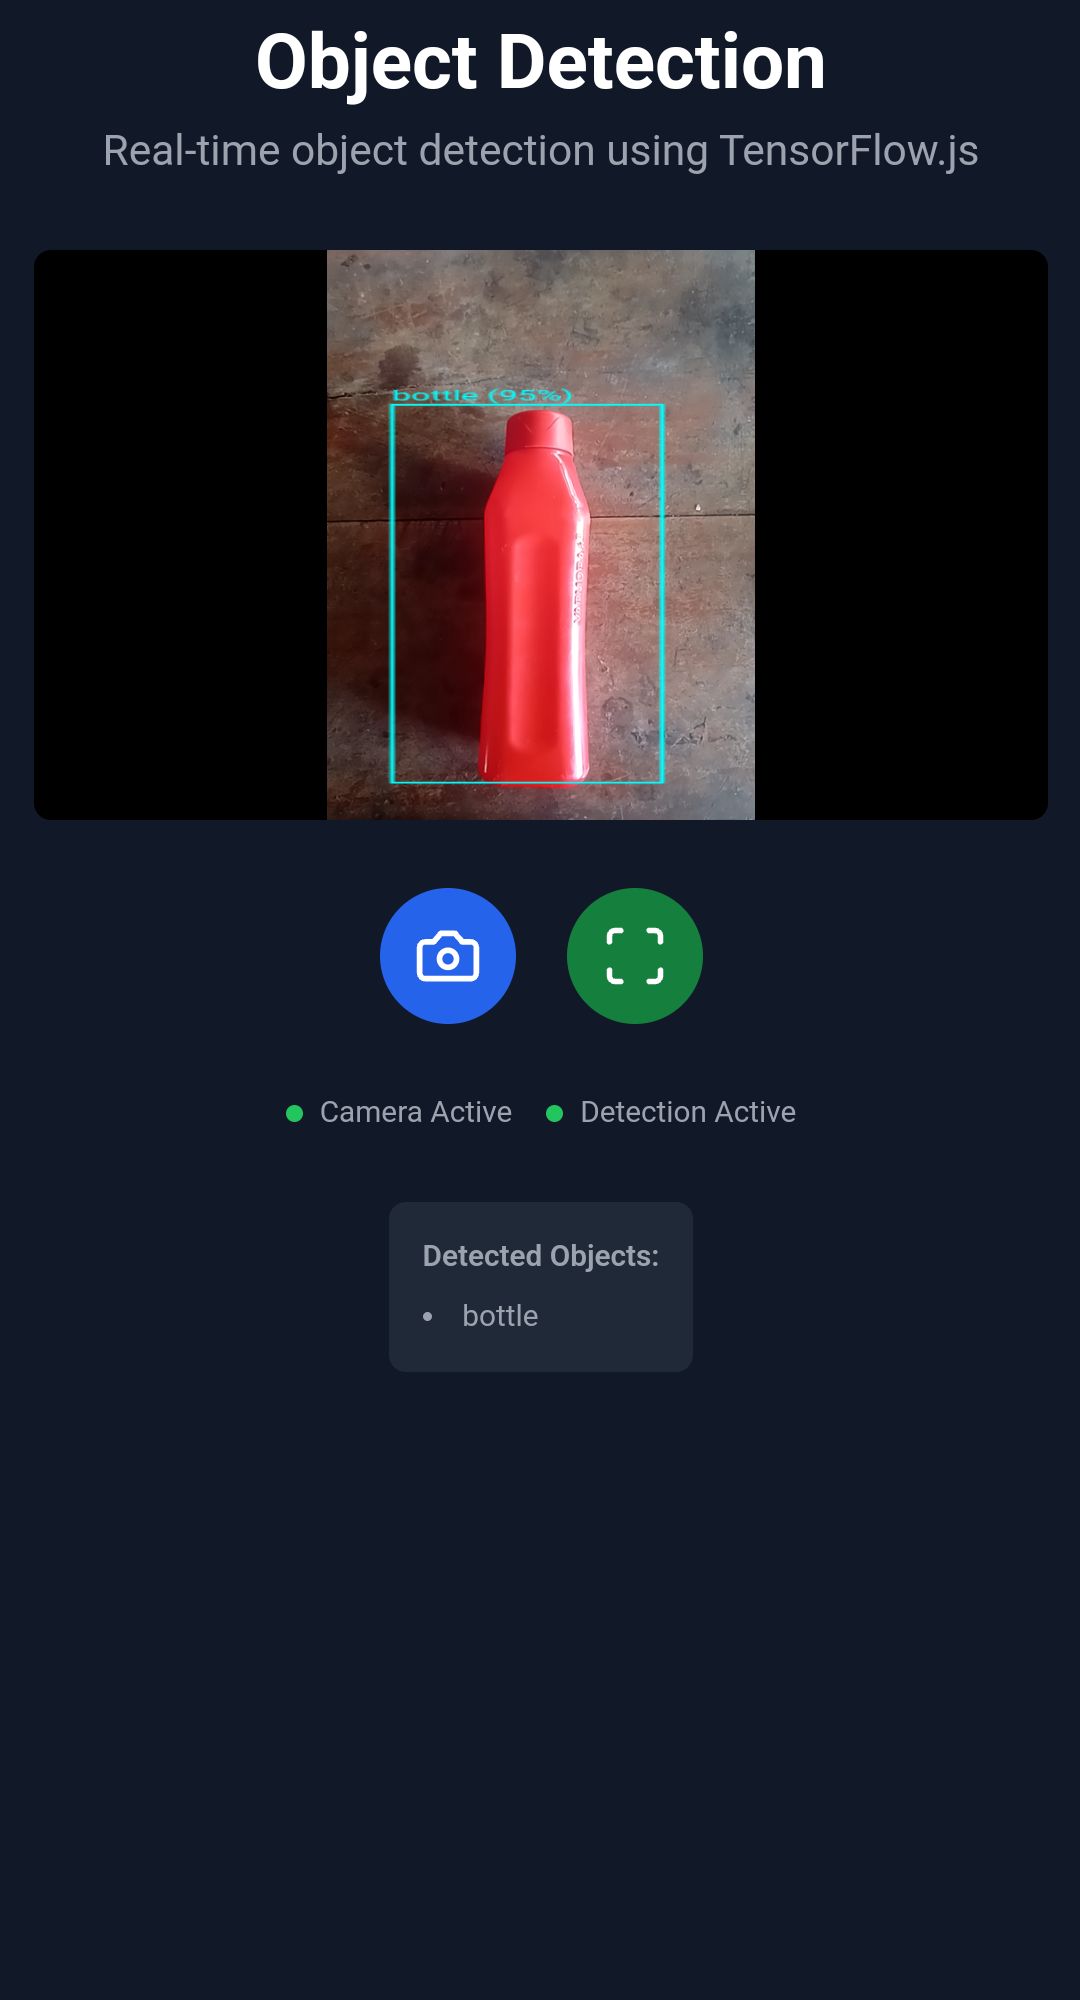 Object Detection
Real-time object detection using TensorFlow.js
bottle (95%)
Camera Active
Detection Active
Detected Objects:
bottle